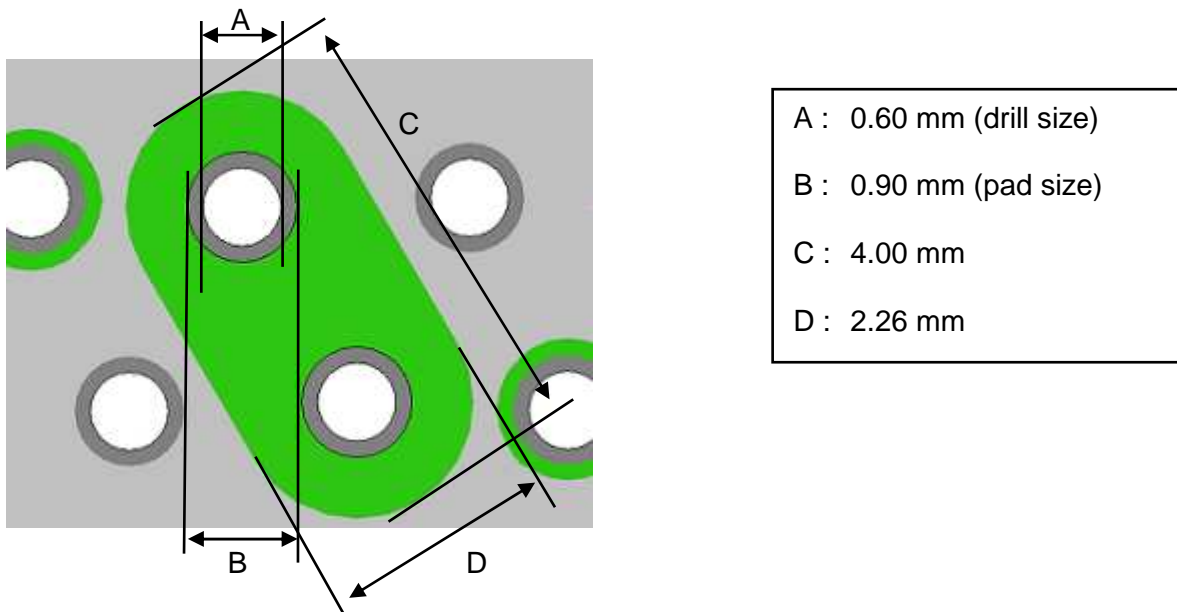 A
C
B
D
A : 0.60 mm (drill size)
B : 0.90 mm (pad size)
C : 4.00 mm
D : 2.26 mm